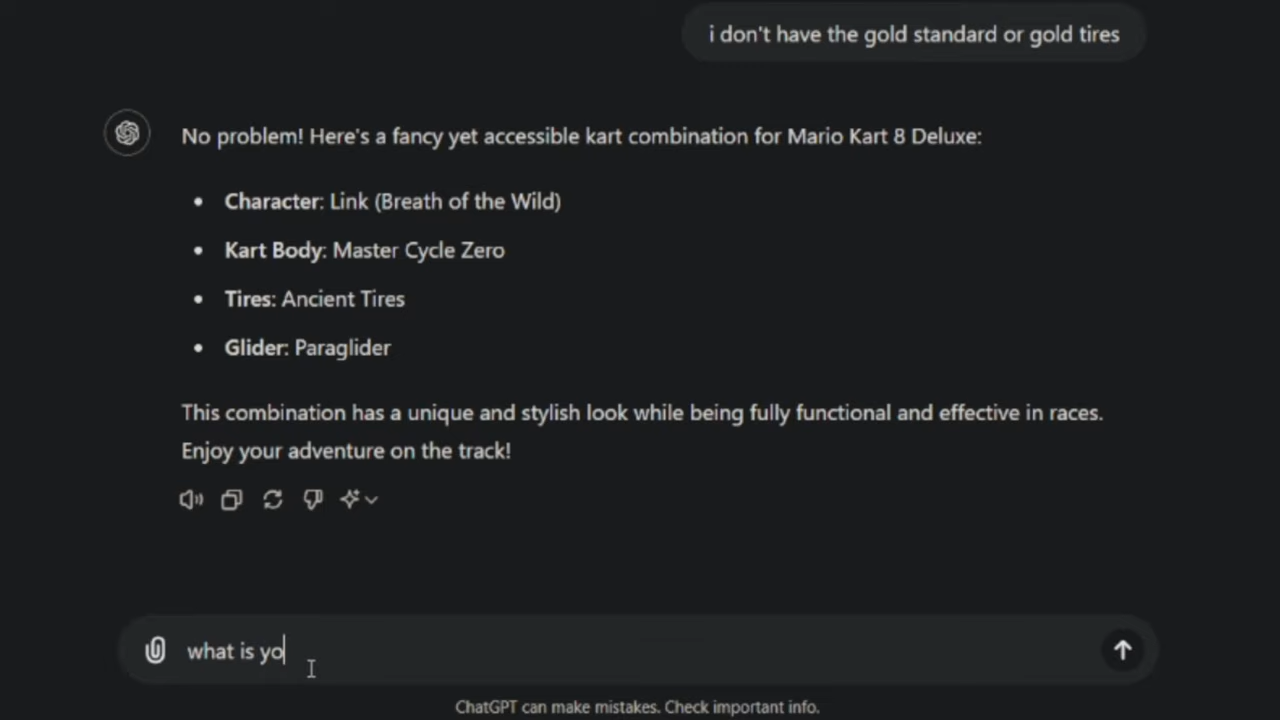 i don't have the gold standard or gold tires
No problem! Here's a fancy yet accessible kart combination for Mario Kart 8 Deluxe:
• Character: Link (Breath of the Wild)
• Kart Body: Master Cycle Zero
• Tires: Ancient Tires
• Glider: Paraglider
This combination has a unique and stylish look while being fully functional and effective in races.
Enjoy your adventure on the track!
what is yo
ChatGPT can make mistakes. Check important info.